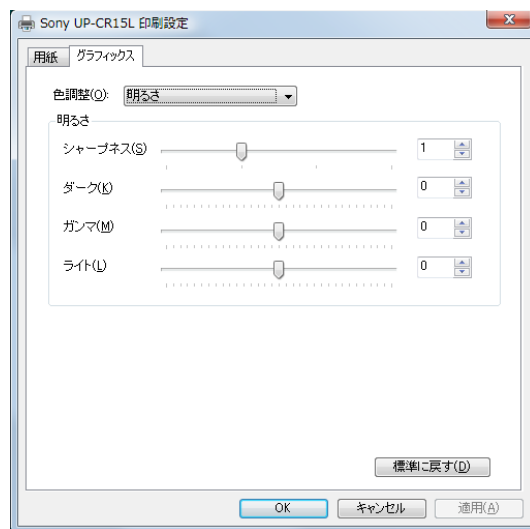 Sony UP-CR15L 印刷設定
用紙 グラフィックス
色調整(O): 明るさ
明るさ
シャープネス(S) 1
ダーク(K) 0
ガンマ(M) 0
ライト(L) 0
標準に戻す(D)
OK キャンセル 適用(A)